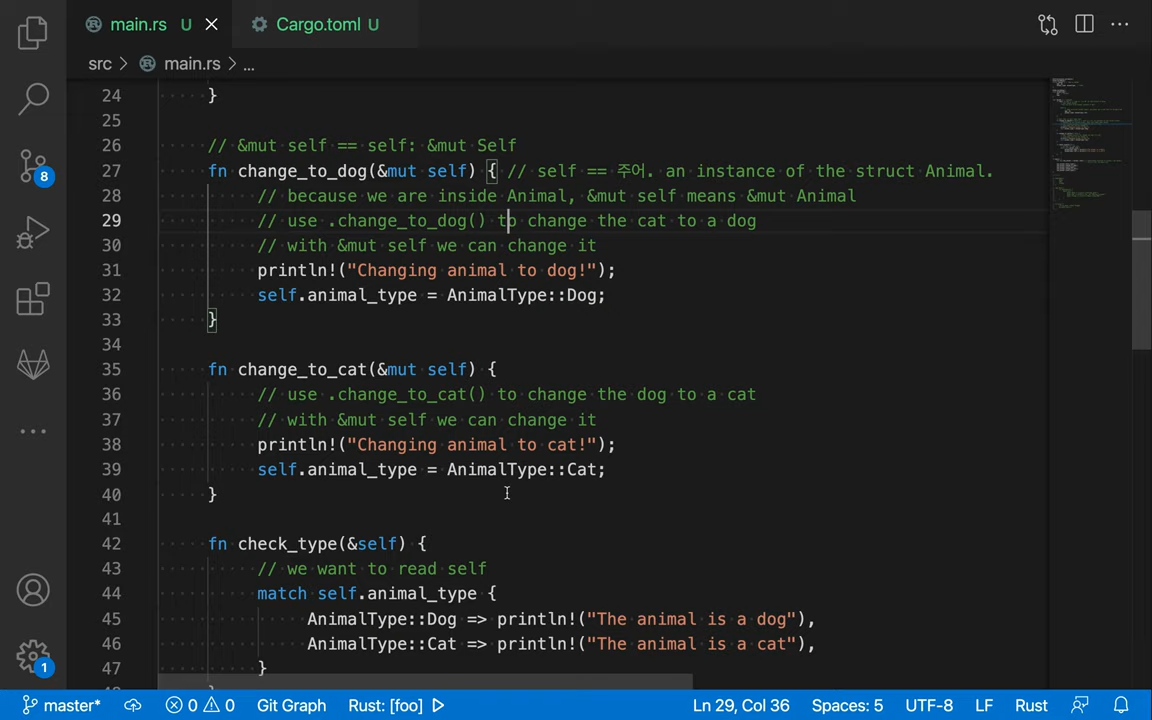 main.rs U
Cargo.toml U
src > main.rs > ...
24 }
25
26 // &mut self == self: &mut Self
27 fn change_to_dog(&mut self) { // self == 주어. an instance of the struct Animal.
28 // because we are inside Animal, &mut self means &mut Animal
29 // use .change_to_dog() to change the cat to a dog
30 // with &mut self we can change it
31 println!("Changing animal to dog!");
32 self.animal_type = AnimalType::Dog;
33 }
34
35 fn change_to_cat(&mut self) {
36 // use .change_to_cat() to change the dog to a cat
37 // with &mut self we can change it
38 println!("Changing animal to cat!");
39 self.animal_type = AnimalType::Cat;
40 }
41
42 fn check_type(&self) {
43 // we want to read self
44 match self.animal_type {
45 AnimalType::Dog => println!("The animal is a dog"),
46 AnimalType::Cat => println!("The animal is a cat"),
47 }
8
1
master* 0 0 Git Graph Rust: [foo] Ln 29, Col 36 Spaces: 5 UTF-8 LF Rust